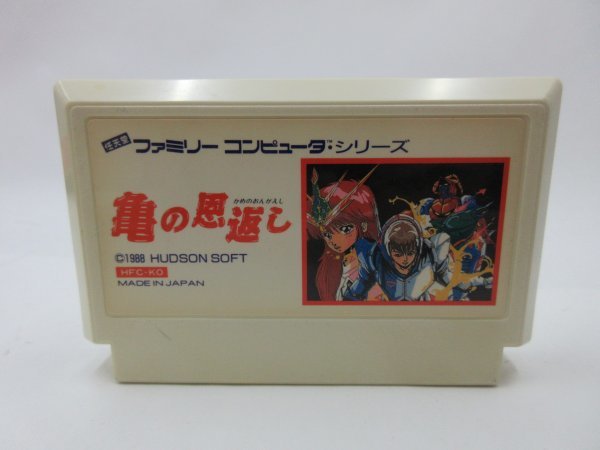 任天堂 ファミリー コンピュータ™・シリーズ
かめのおんがえし
亀の恩返し
©1988 HUDSON SOFT
HFC-KO
MADE IN JAPAN